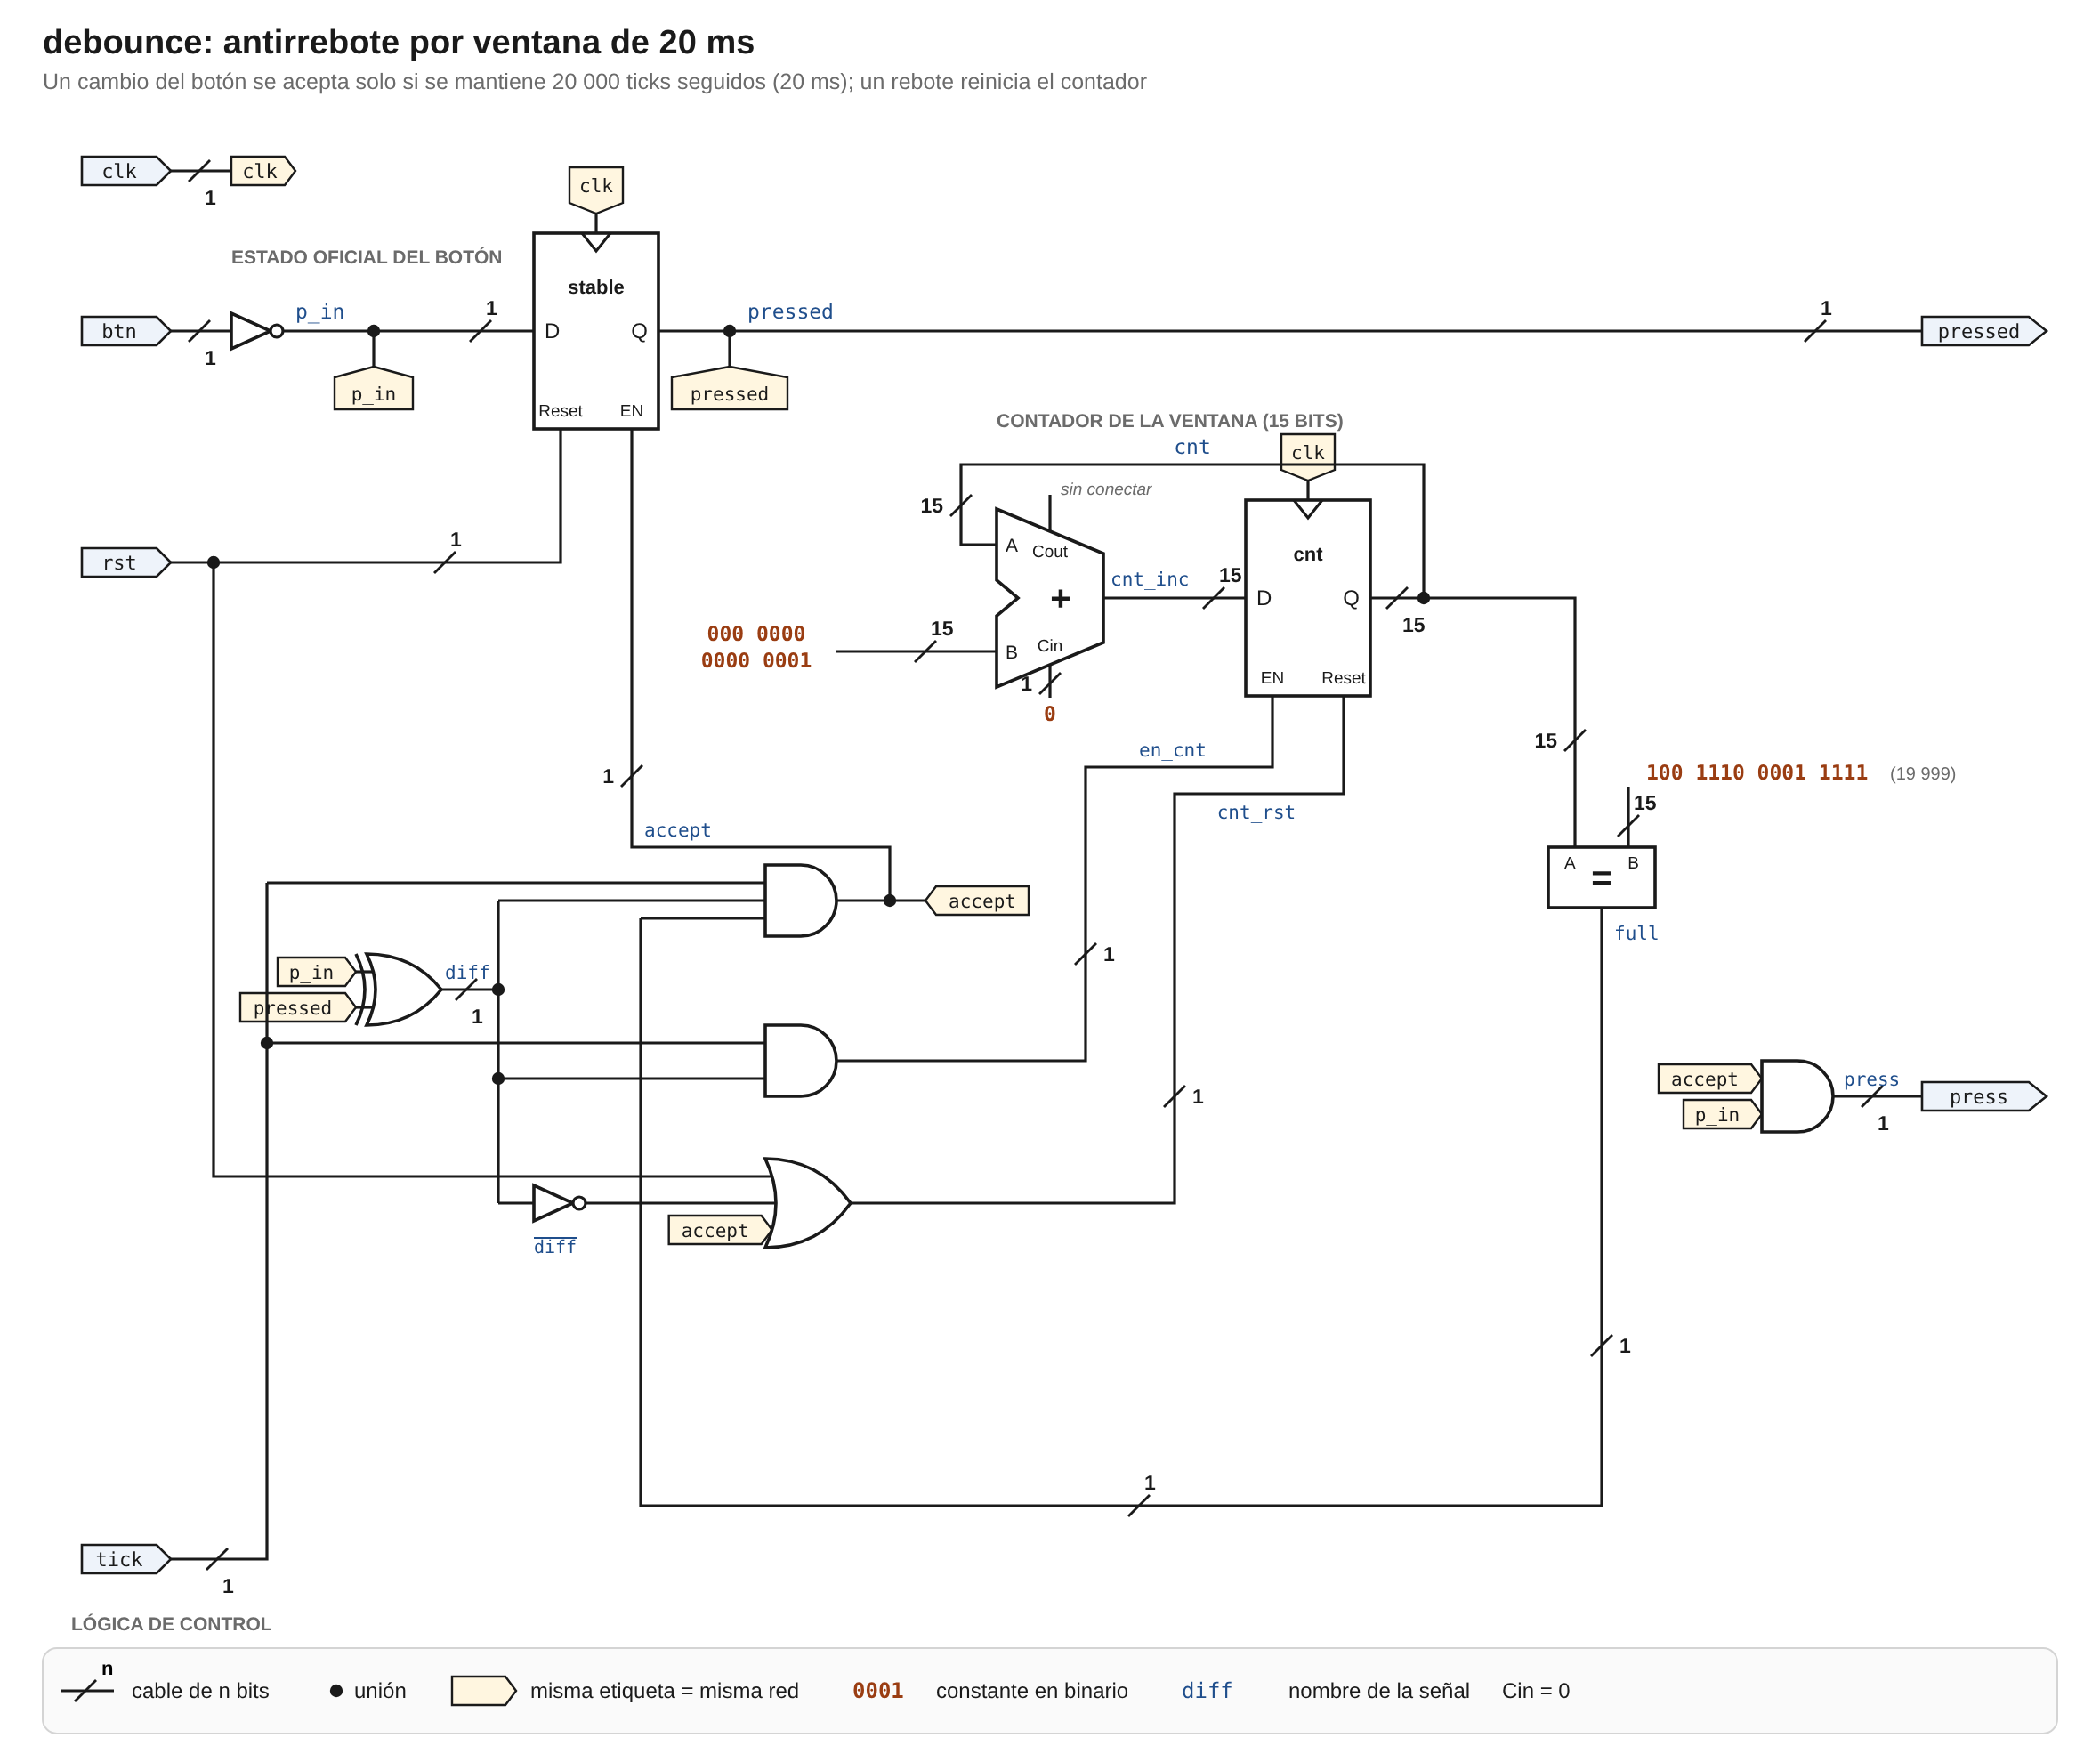 debounce: antirrebote por ventana de 20 ms
Un cambio del botón se acepta solo si se mantiene 20 000 ticks seguidos (20 ms); un rebote reinicia el contador
clk
1
clk
clk
ESTADO OFICIAL DEL BOTÓN
stable
btn
1
p_in
1
D
Q
pressed
1
pressed
p_in
Reset
EN
pressed
CONTADOR DE LA VENTANA (15 BITS)
cnt
clk
15
sin conectar
rst
1
A
Cout
cnt
cnt_inc
15
+
D
Q
15
000 0000
0000 0001
15
B
Cin
1
0
EN
Reset
en_cnt
15
100 1110 0001 1111
(19 999)
1
15
cnt_rst
accept
A
B
=
accept
full
1
p_in
diff
pressed
1
accept
press
press
1
p_in
1
1
accept
diff
1
1
tick
1
LÓGICA DE CONTROL
n
cable de n bits
unión
misma etiqueta = misma red
0001
constante en binario
diff
nombre de la señal
Cin = 0